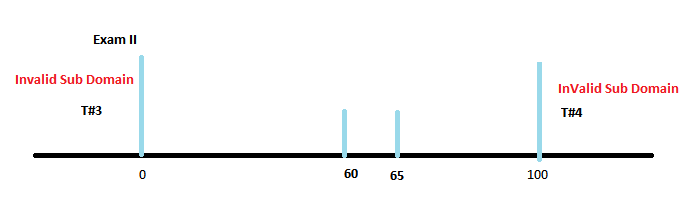 Exam II
Invalid Sub Domain
InValid Sub Domain
T#3
T#4
0
60
65
100